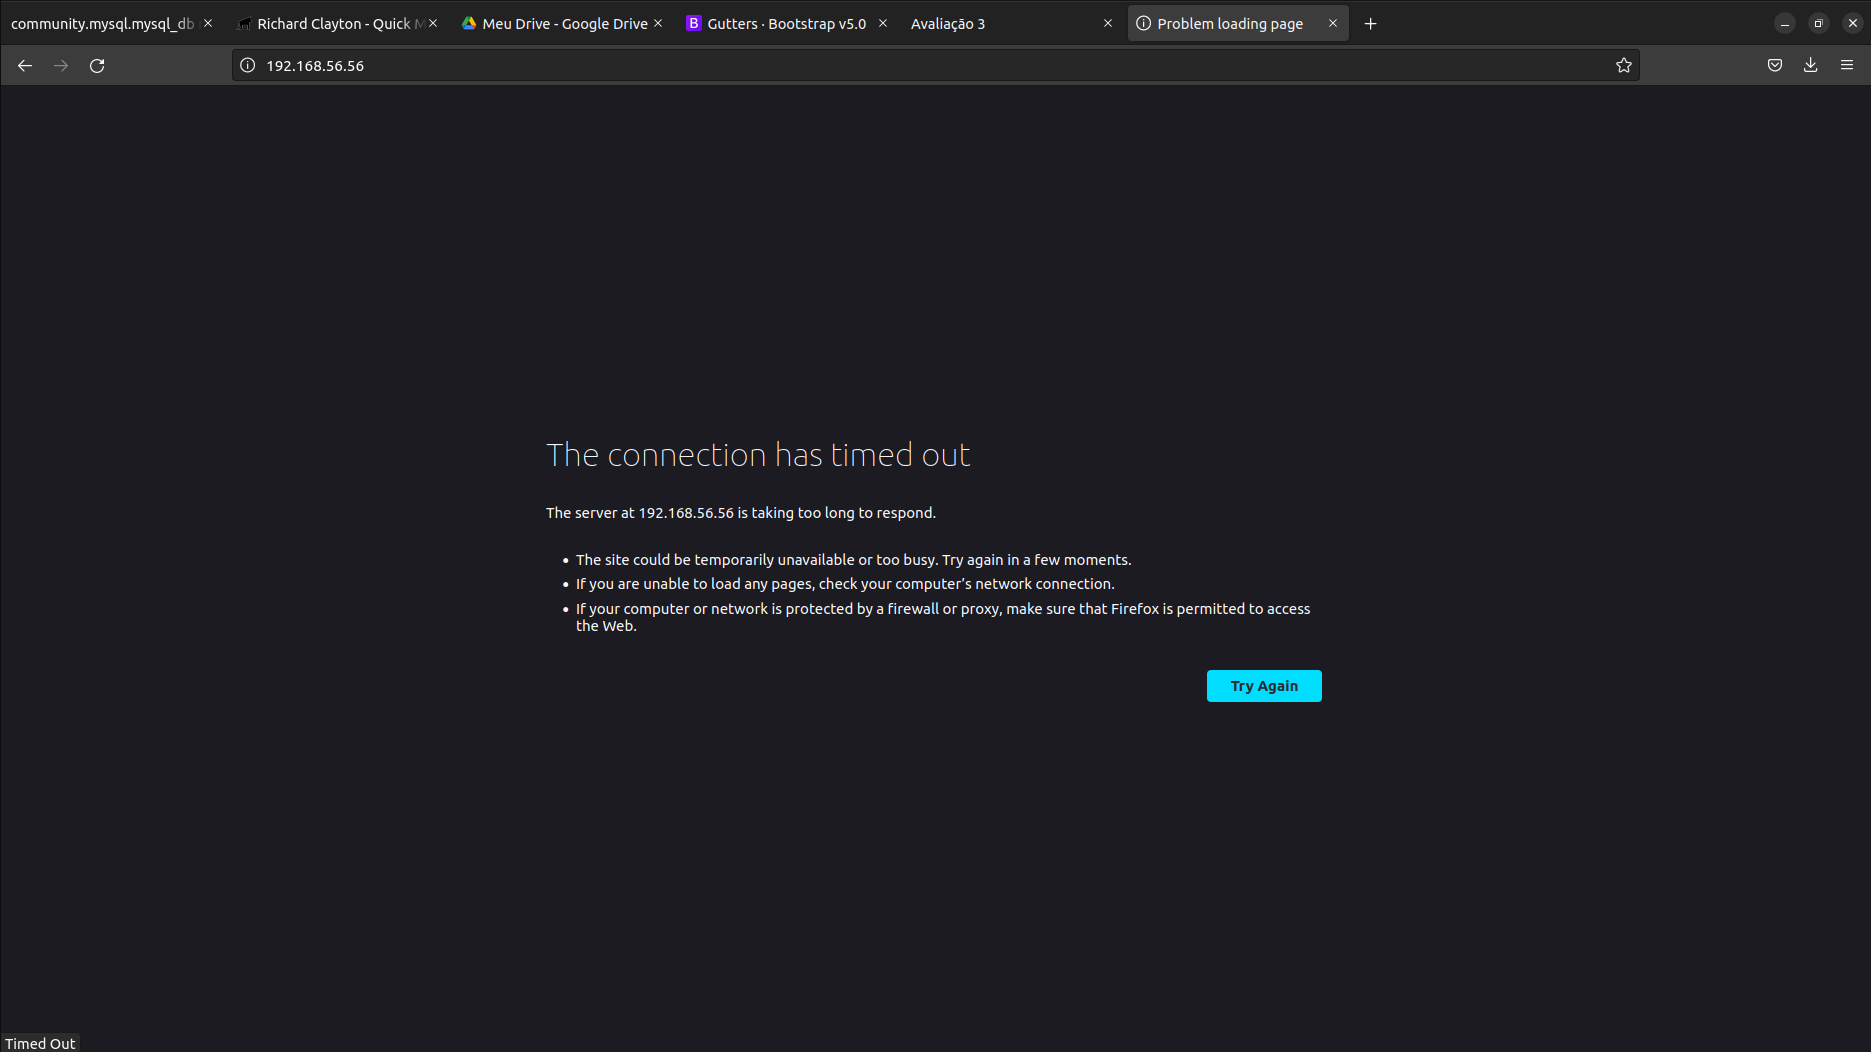 community.mysql.mysql_db
Richard Clayton - Quick
Meu Drive - Google Drive
Gutters · Bootstrap v5.0
Avaliação 3
Problem loading page
192.168.56.56
The connection has timed out
The server at 192.168.56.56 is taking too long to respond.
• The site could be temporarily unavailable or too busy. Try again in a few moments.
• If you are unable to load any pages, check your computer’s network connection.
• If your computer or network is protected by a firewall or proxy, make sure that Firefox is permitted to access
the Web.
Try Again
Timed Out